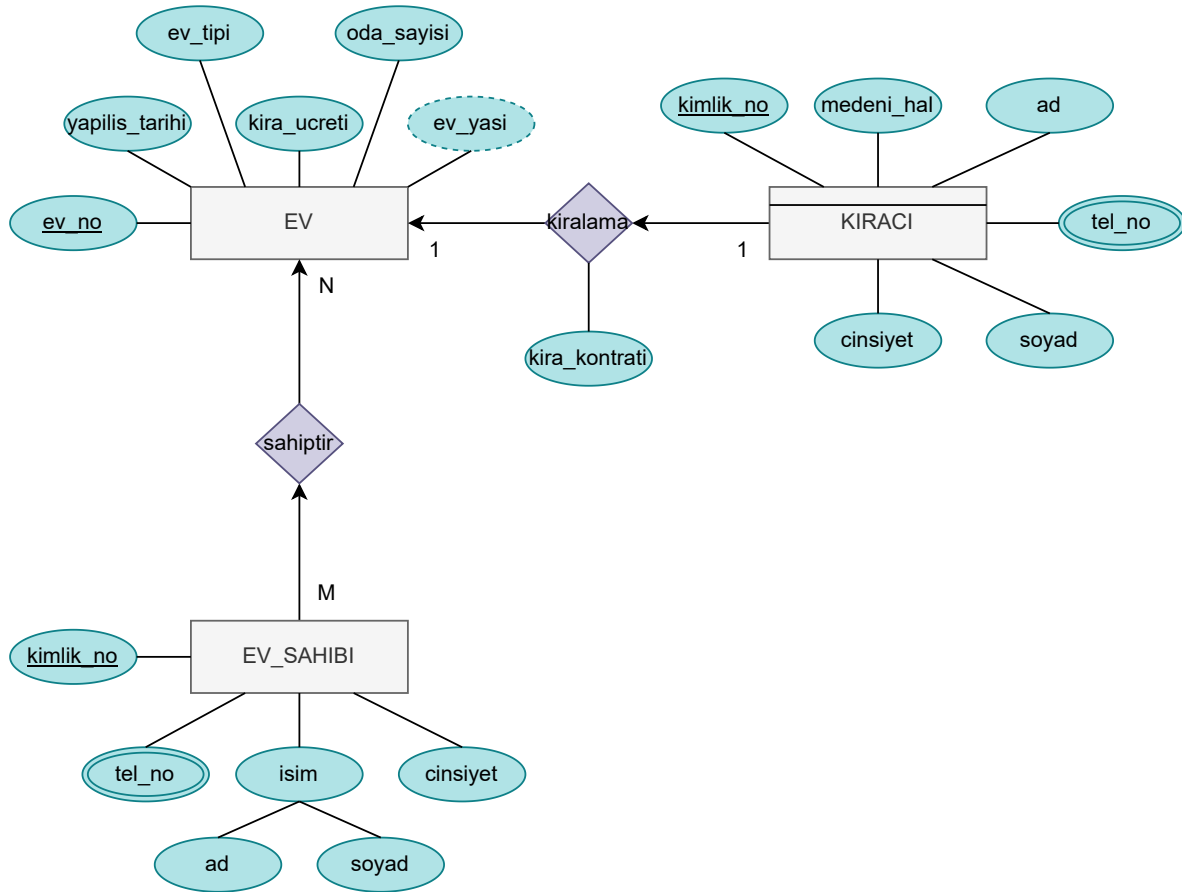 ev_tipi
oda_sayisi
yapilis_tarihi
kira_ucreti
ev_yasi
kimlik_no
medeni_hal
ad
ev_no
EV
kiralama
KIRACI
tel_no
1
1
N
cinsiyet
soyad
kira_kontrati
sahiptir
M
kimlik_no
EV_SAHIBI
tel_no
isim
cinsiyet
ad
soyad